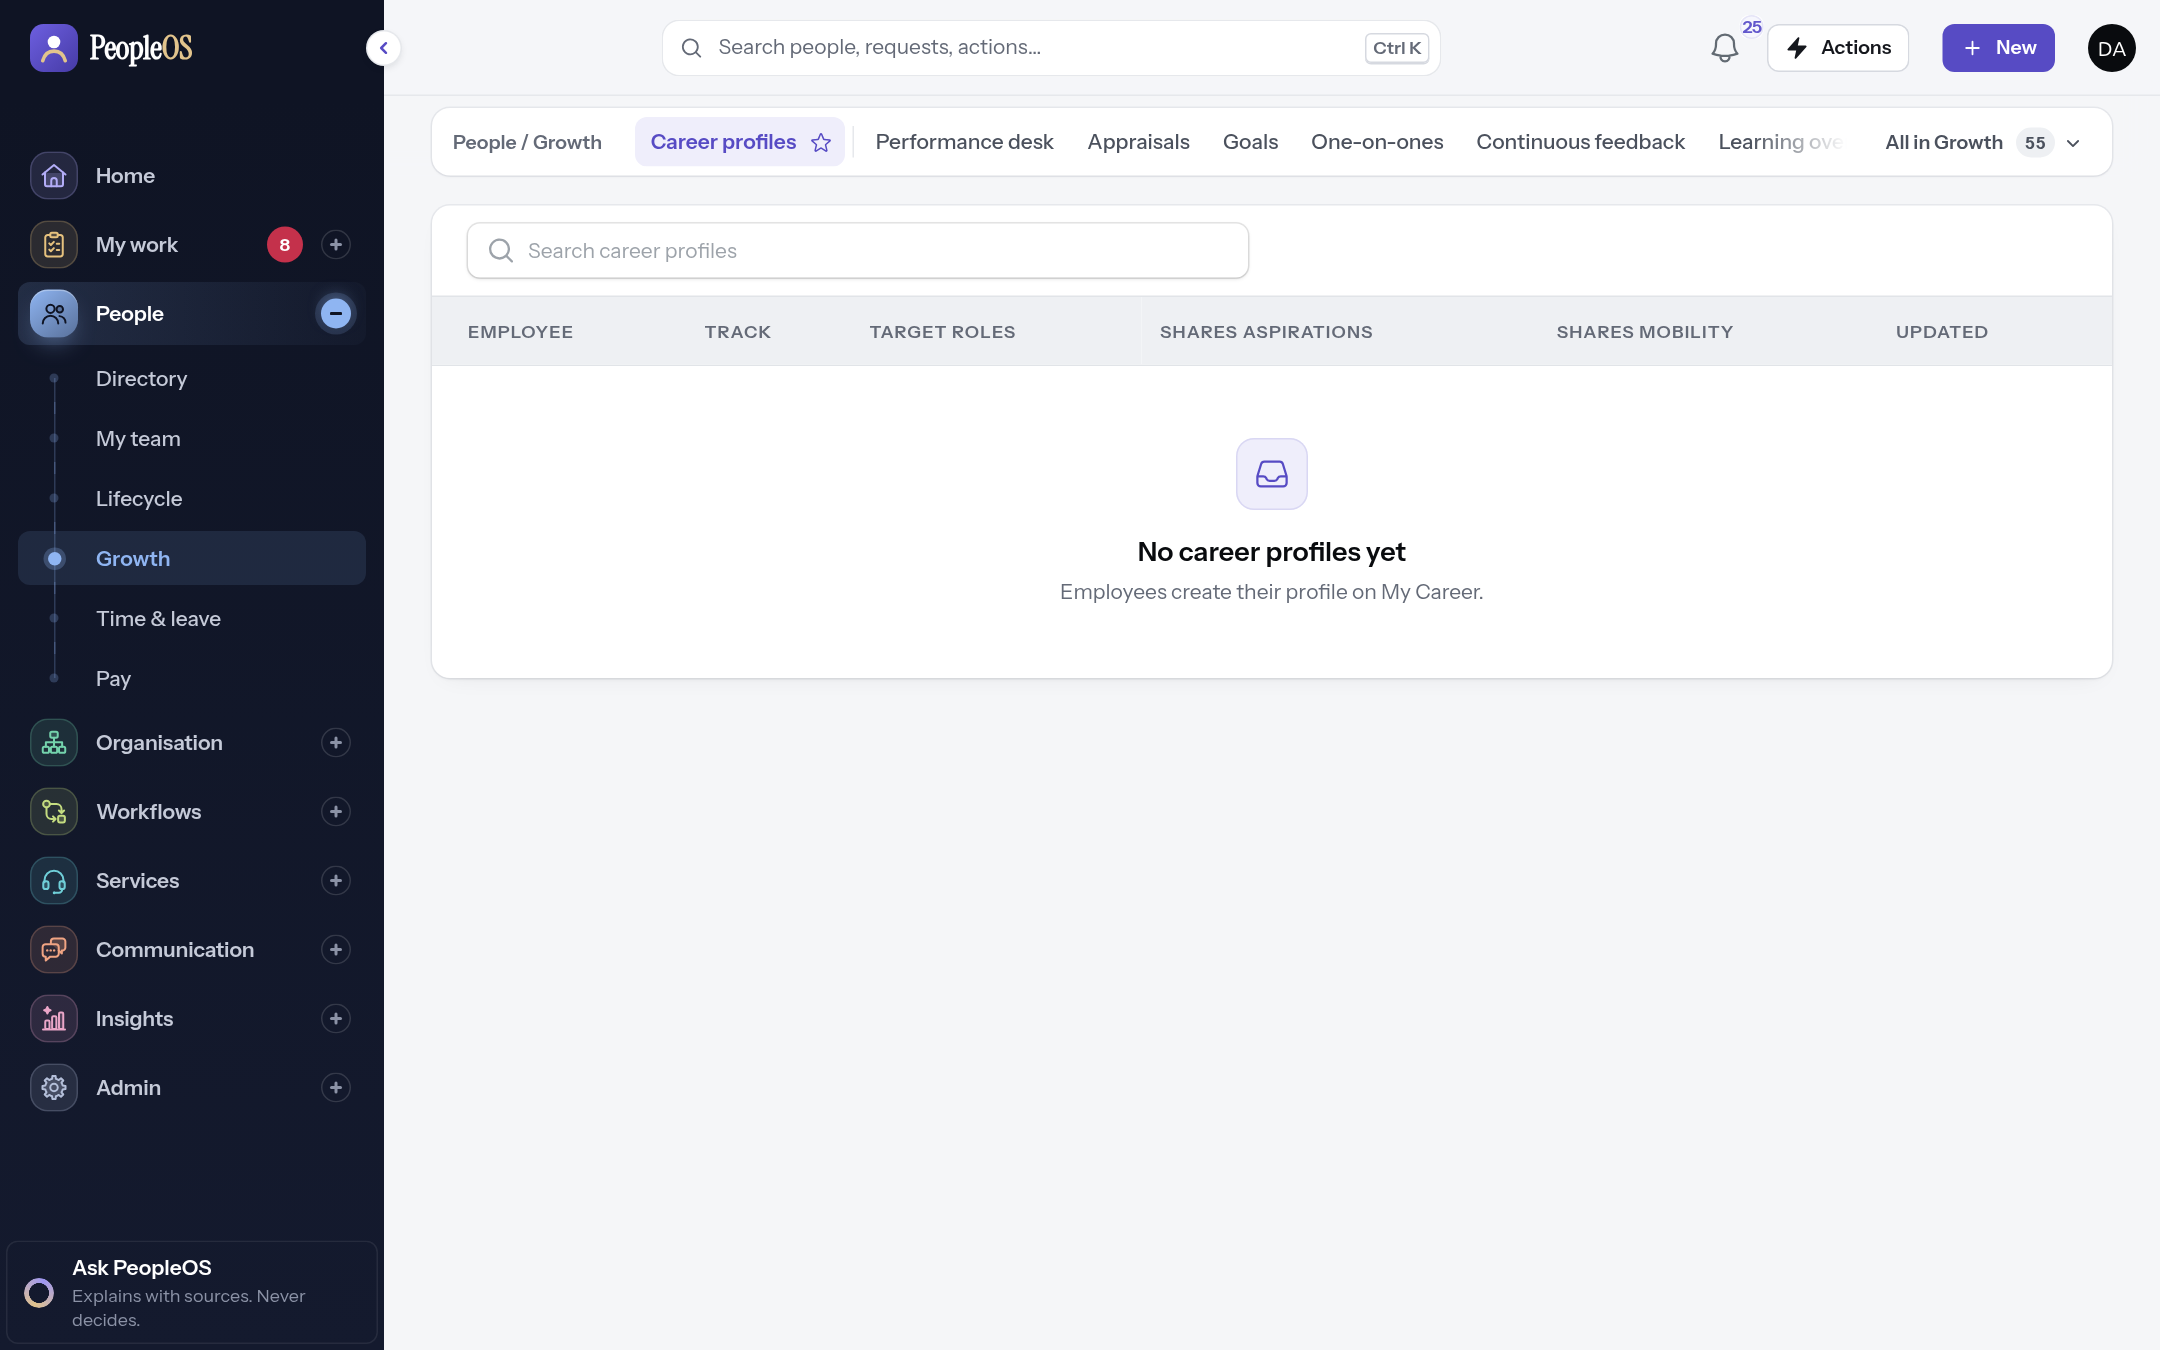 PeopleOS
Search people, requests, actions...
Ctrl K
25
Actions
New
DA
Home
My work
8
People
Directory
My team
Lifecycle
Growth
Time & leave
Pay
Organisation
Workflows
Services
Communication
Insights
Admin
Ask PeopleOS
Explains with sources. Never
decides.
People / Growth
Career profiles
Performance desk
Appraisals
Goals
One-on-ones
Continuous feedback
Learning ove
All in Growth
55
Search career profiles
EMPLOYEE
TRACK
TARGET ROLES
SHARES ASPIRATIONS
SHARES MOBILITY
UPDATED
No career profiles yet
Employees create their profile on My Career.